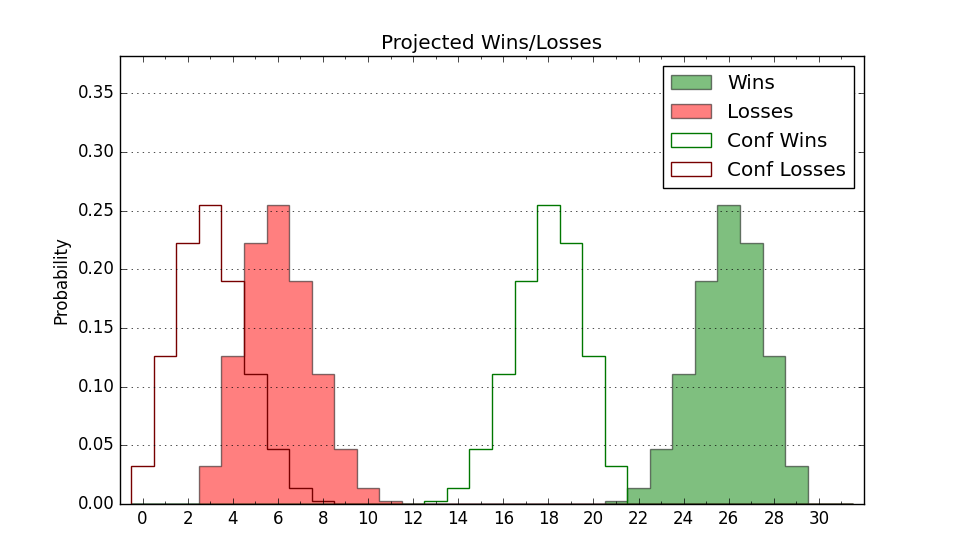 Projected Wins/Losses
Wins
Losses
Conf Wins
Conf Losses
Probability
0.35
0.30
0.25
0.20
0.15
0.10
0.05
0.00
0 2 4 6 8 10 12 14 16 18 20 22 24 26 28 30